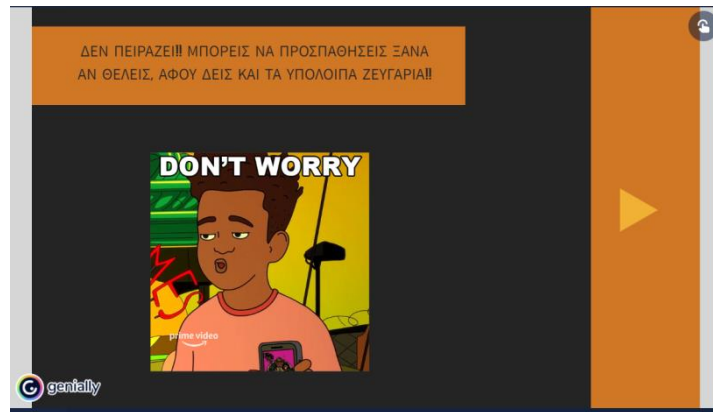 ΔΕΝ ΠΕΙΡΑΖΕΙ!! ΜΠΟΡΕΙΣ ΝΑ ΠΡΟΣΠΑΘΗΣΕΙΣ ΞΑΝΑ
ΑΝ ΘΕΛΕΙΣ, ΑΦΟΥ ΔΕΙΣ ΚΑΙ ΤΑ ΥΠΟΛΟΙΠΑ ΖΕΥΓΑΡΙΑ!!
DON'T WORRY
MES
prime video
genially